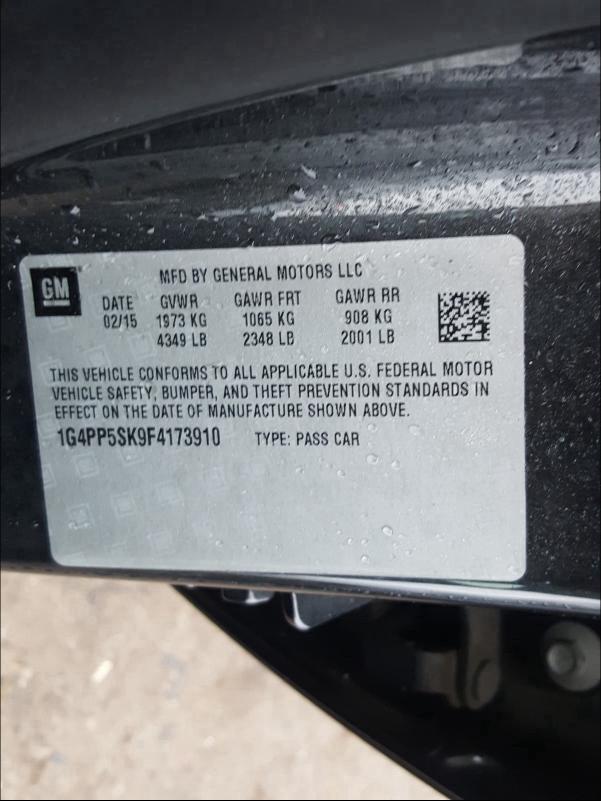 GM
MFD BY GENERAL MOTORS LLC
DATE GVWR GAWR FRT GAWR RR
02/15 1973 KG 1065 KG 908 KG
4349 LB 2348 LB 2001 LB
THIS VEHICLE CONFORMS TO ALL APPLICABLE U.S. FEDERAL MOTOR
VEHICLE SAFETY, BUMPER, AND THEFT PREVENTION STANDARDS IN
EFFECT ON THE DATE OF MANUFACTURE SHOWN ABOVE.
1G4PP5SK9F4173910 TYPE: PASS CAR